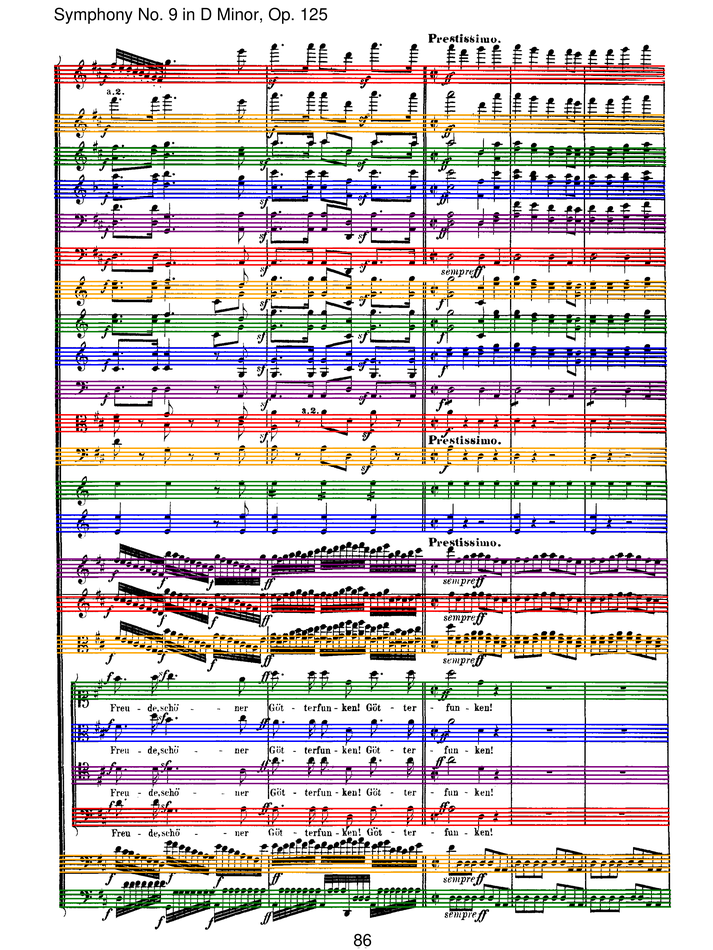 Symphony No. 9 in D Minor, Op. 125
Prestissimo.
a.2.
f sf sf ff
sempre ff
a.2.
Prestissimo.
Prestissimo.
sempre ff
sempre ff
sempre ff
Freu - de, schö - - ner Göt - terfun - ken! Göt - ter - fun - ken!
Freu - de, schö - - ner Göt - terfun - ken! Göt - ter - fun - ken!
Freu - de, schö - - ner Göt - terfun - ken! Göt - ter - fun - ken!
Freu - de, schö - - ner Göt - terfun - ken! Göt - ter - fun - ken!
sempre ff
sempre ff
86